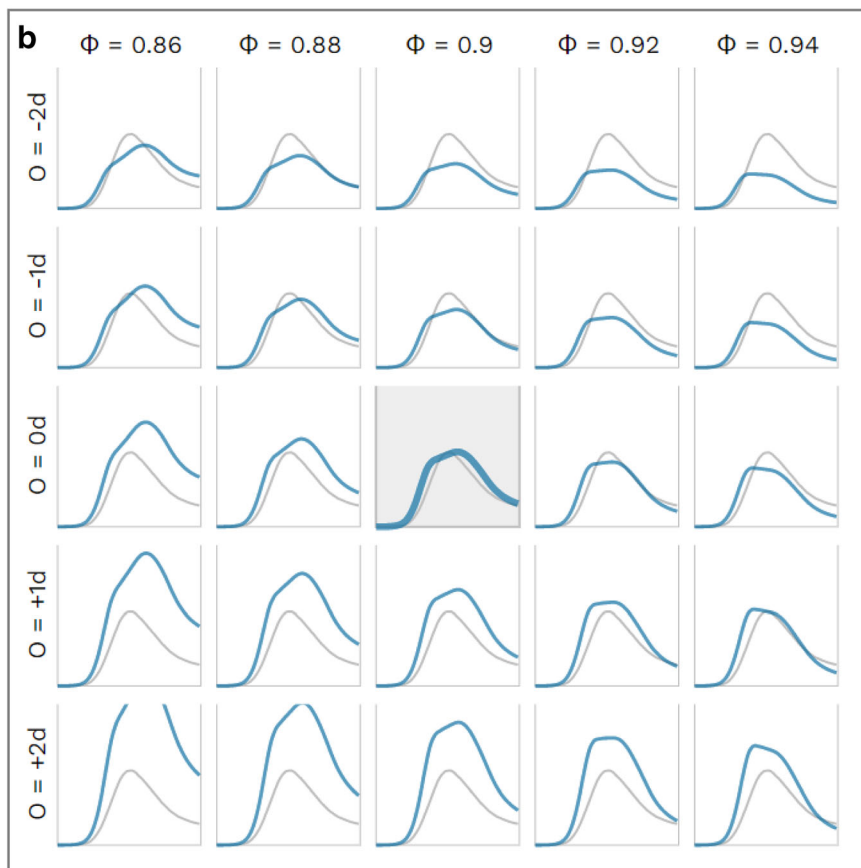 b
Φ = 0.86 Φ = 0.88 Φ = 0.9 Φ = 0.92 Φ = 0.94
O = -2d
O = -1d
O = 0d
O = +1d
O = +2d